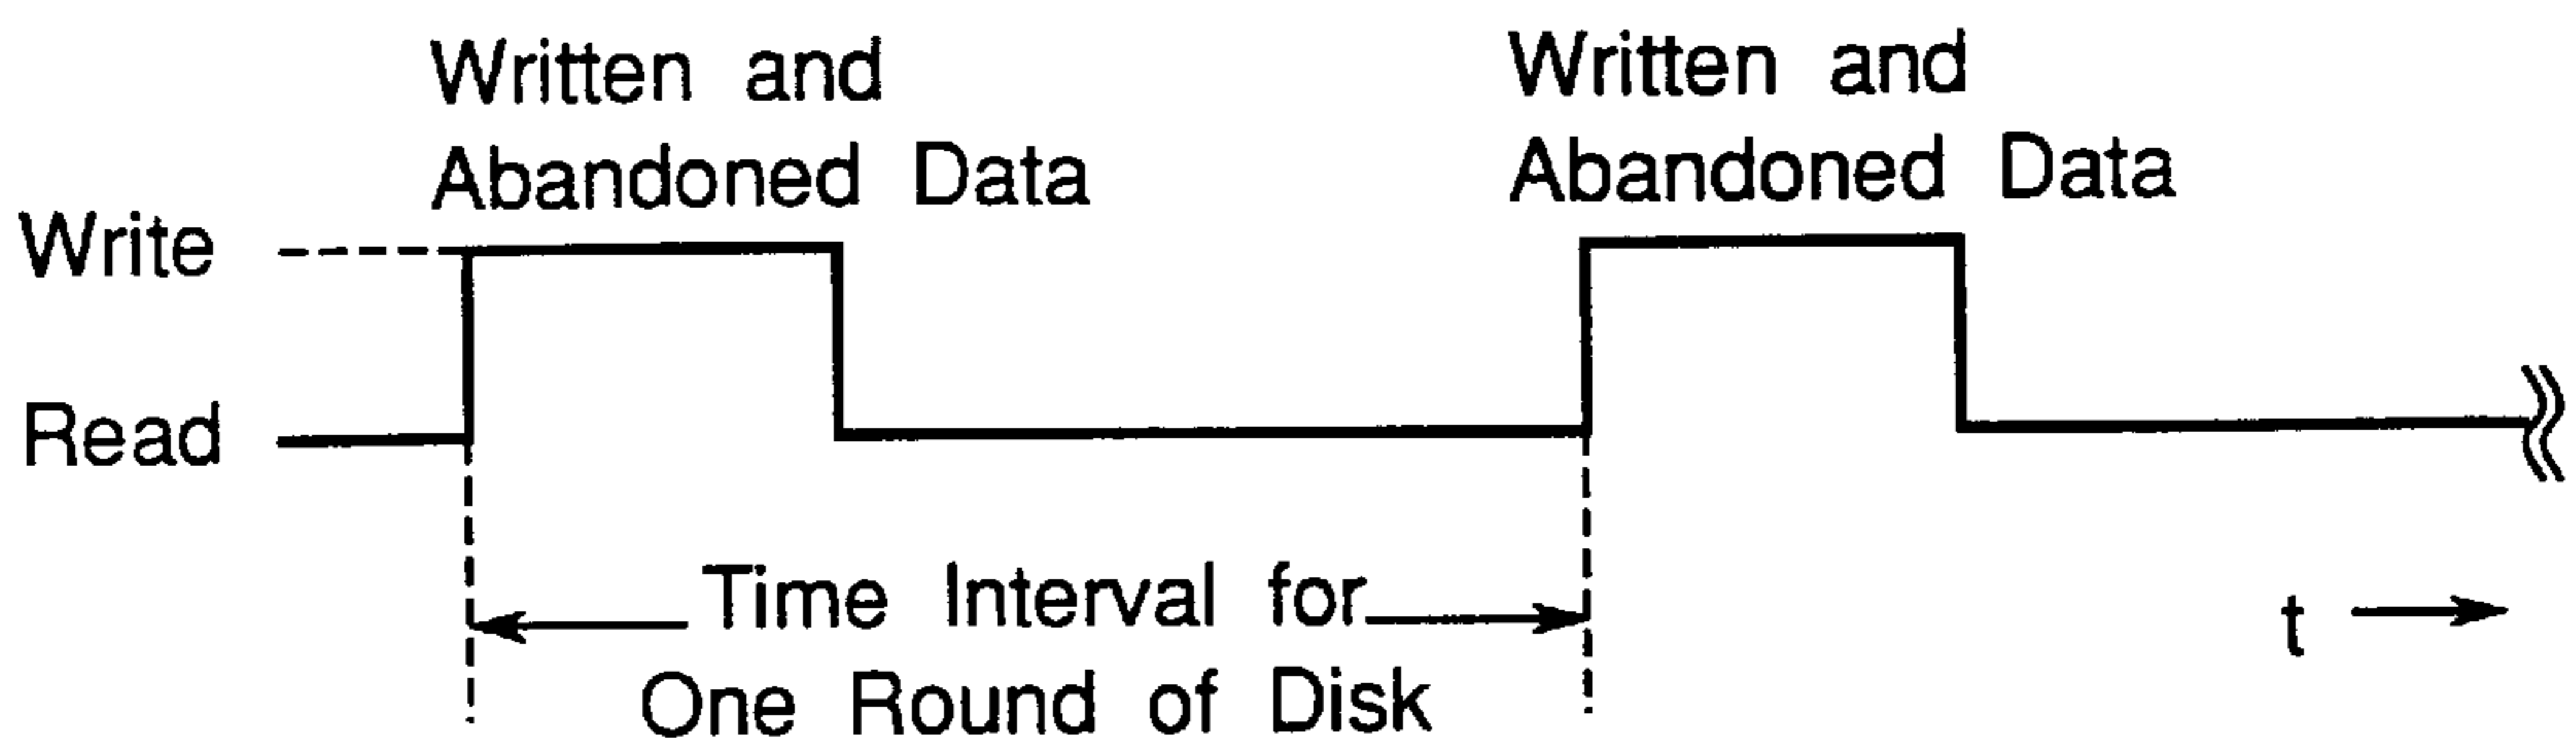 Written and
Abandoned Data
Written and
Abandoned Data
Write
Read
Time Interval for
One Round of Disk
t